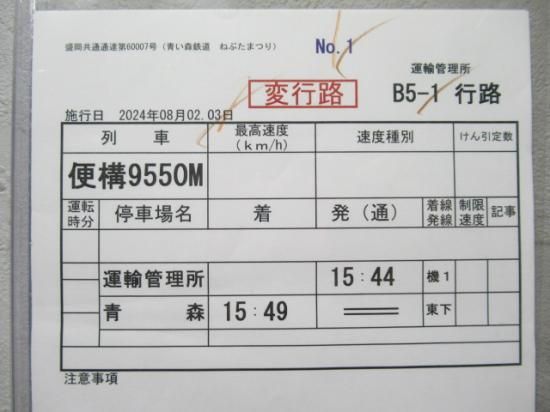 盛岡共通通達第60007号（青い森鉄道　ねぶたまつり）
No.1
運輸管理所
変行路
B5-1 行路
施行日　2024年08月02.03日
列車 最高速度（km/h） 速度種別 けん引定数
便構9550M
運転時分 停車場名 着 発（通） 着線発線 制限速度 記事
運輸管理所 15:44 機1
青森 15:49 東下
注意事項